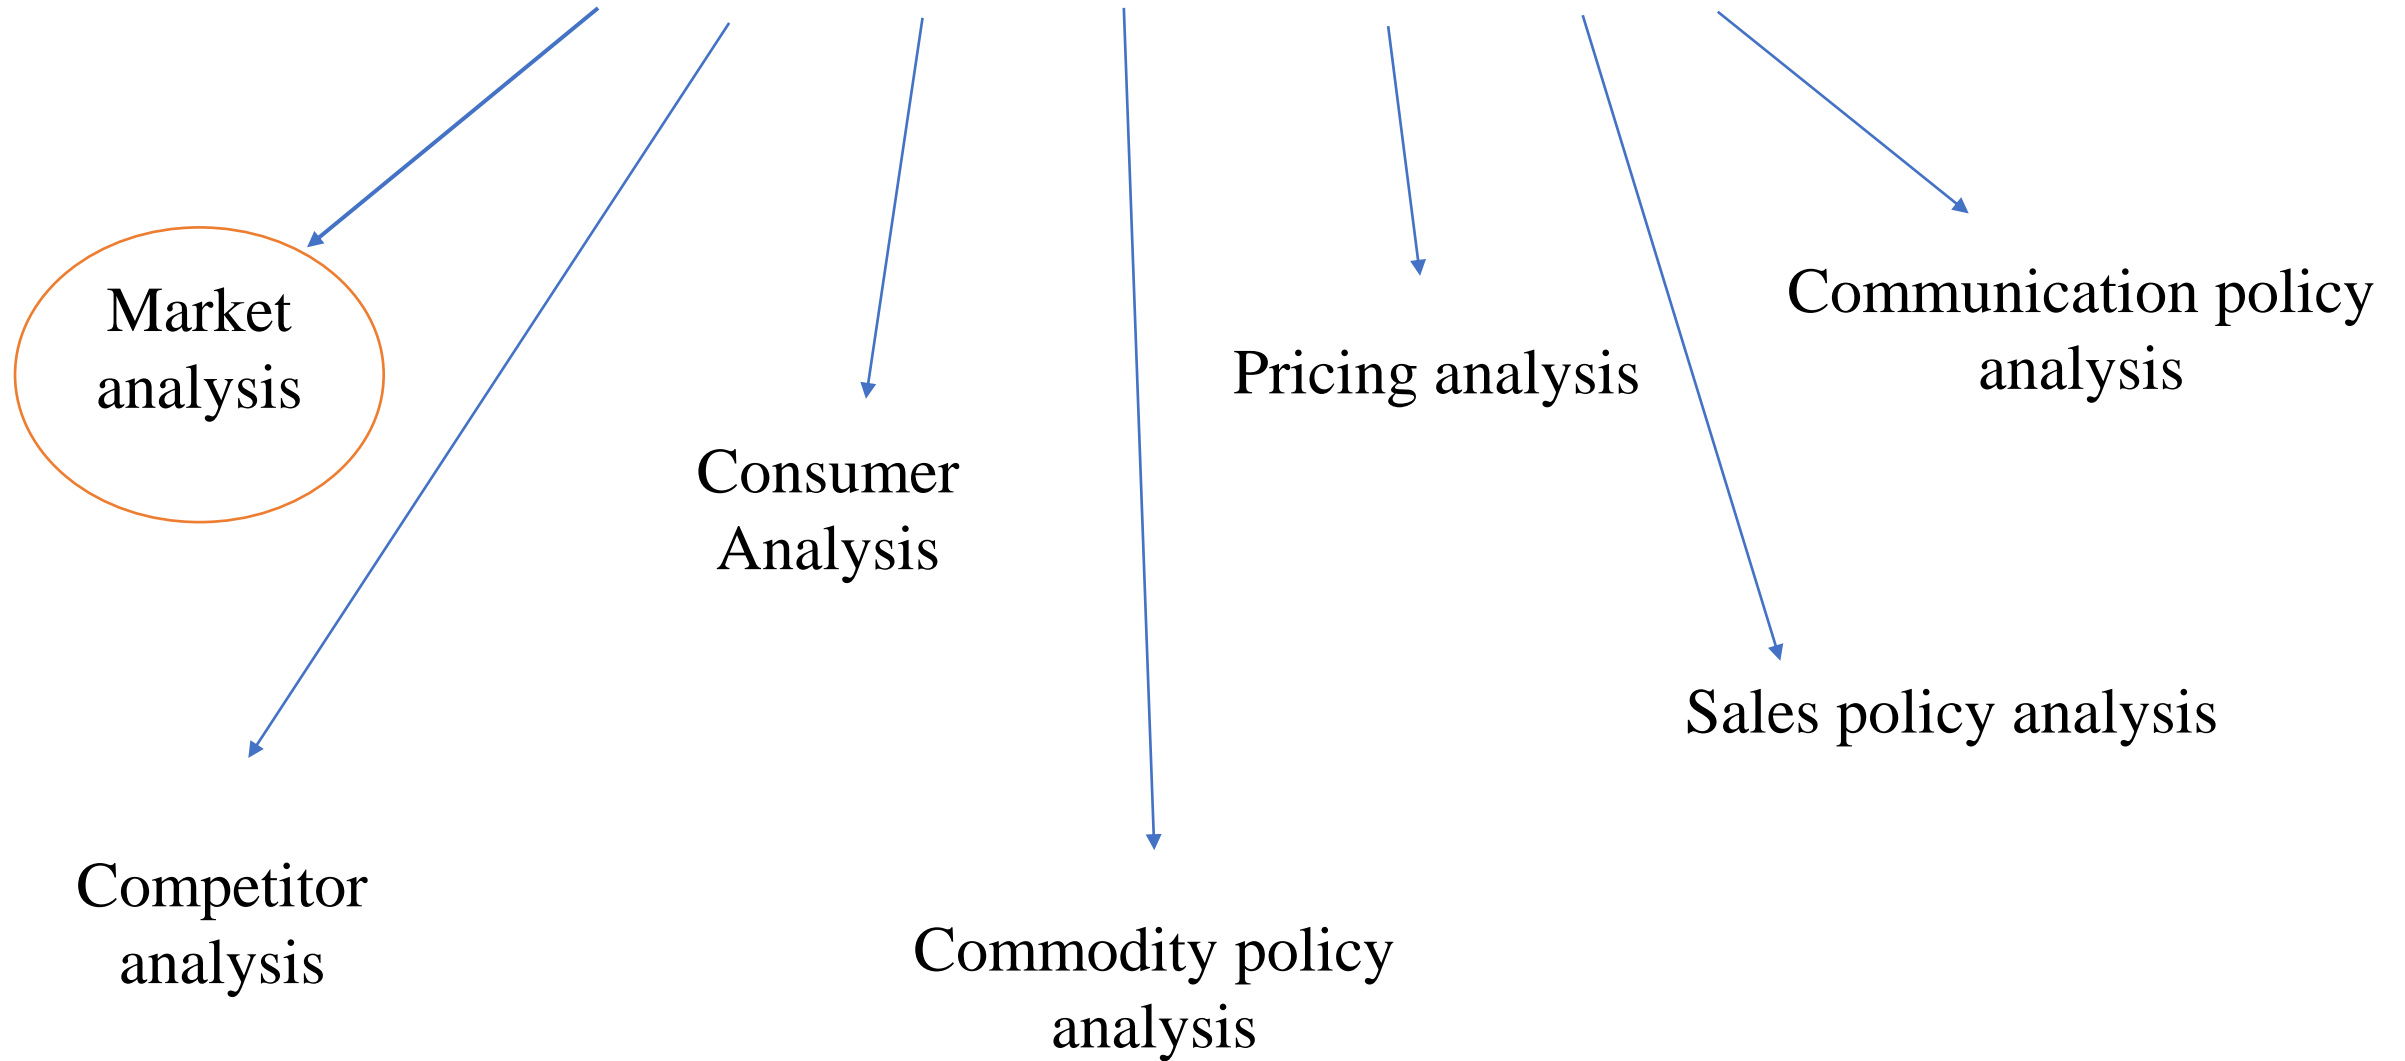 Market
analysis
Competitor
analysis
Consumer
Analysis
Commodity policy
analysis
Pricing analysis
Sales policy analysis
Communication policy
analysis